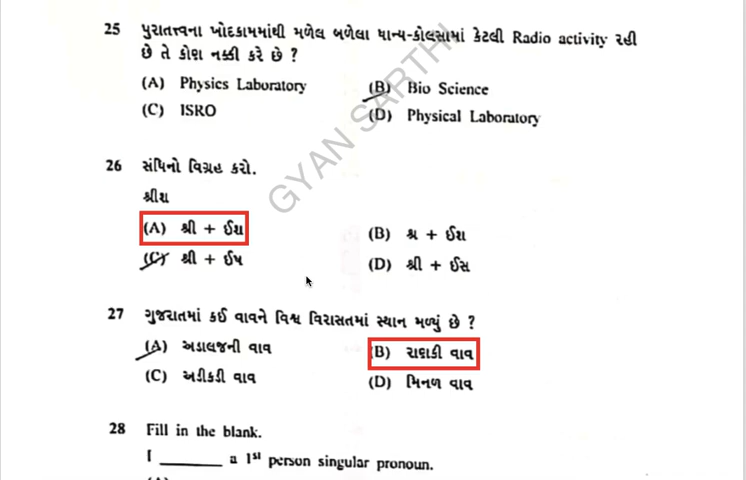 25 પુરાતત્ત્વના ખોદકામમાંથી મળેલ બળેલા ધાન્ય-કોલસામાં કેટલી Radio activity રહી
છે તે કોણ નક્કી કરે છે ?
(A) Physics Laboratory (B) Bio Science
(C) ISRO (D) Physical Laboratory
GYAN SARTHI
26 સંધિનો વિગ્રહ કરો.
શ્રીશ
(A) શ્રી + ઈશ (B) શ્ર + ઈશ
(C) શ્રી + ઈષ (D) શ્રી + ઈસ
27 ગુજરાતમાં કઈ વાવને વિશ્વ વિરાસતમાં સ્થાન મળ્યું છે ?
(A) અડાલજની વાવ (B) રાણકી વાવ
(C) અડીકડી વાવ (D) મિનળ વાવ
28 Fill in the blank.
I ________ a 1st person singular pronoun.